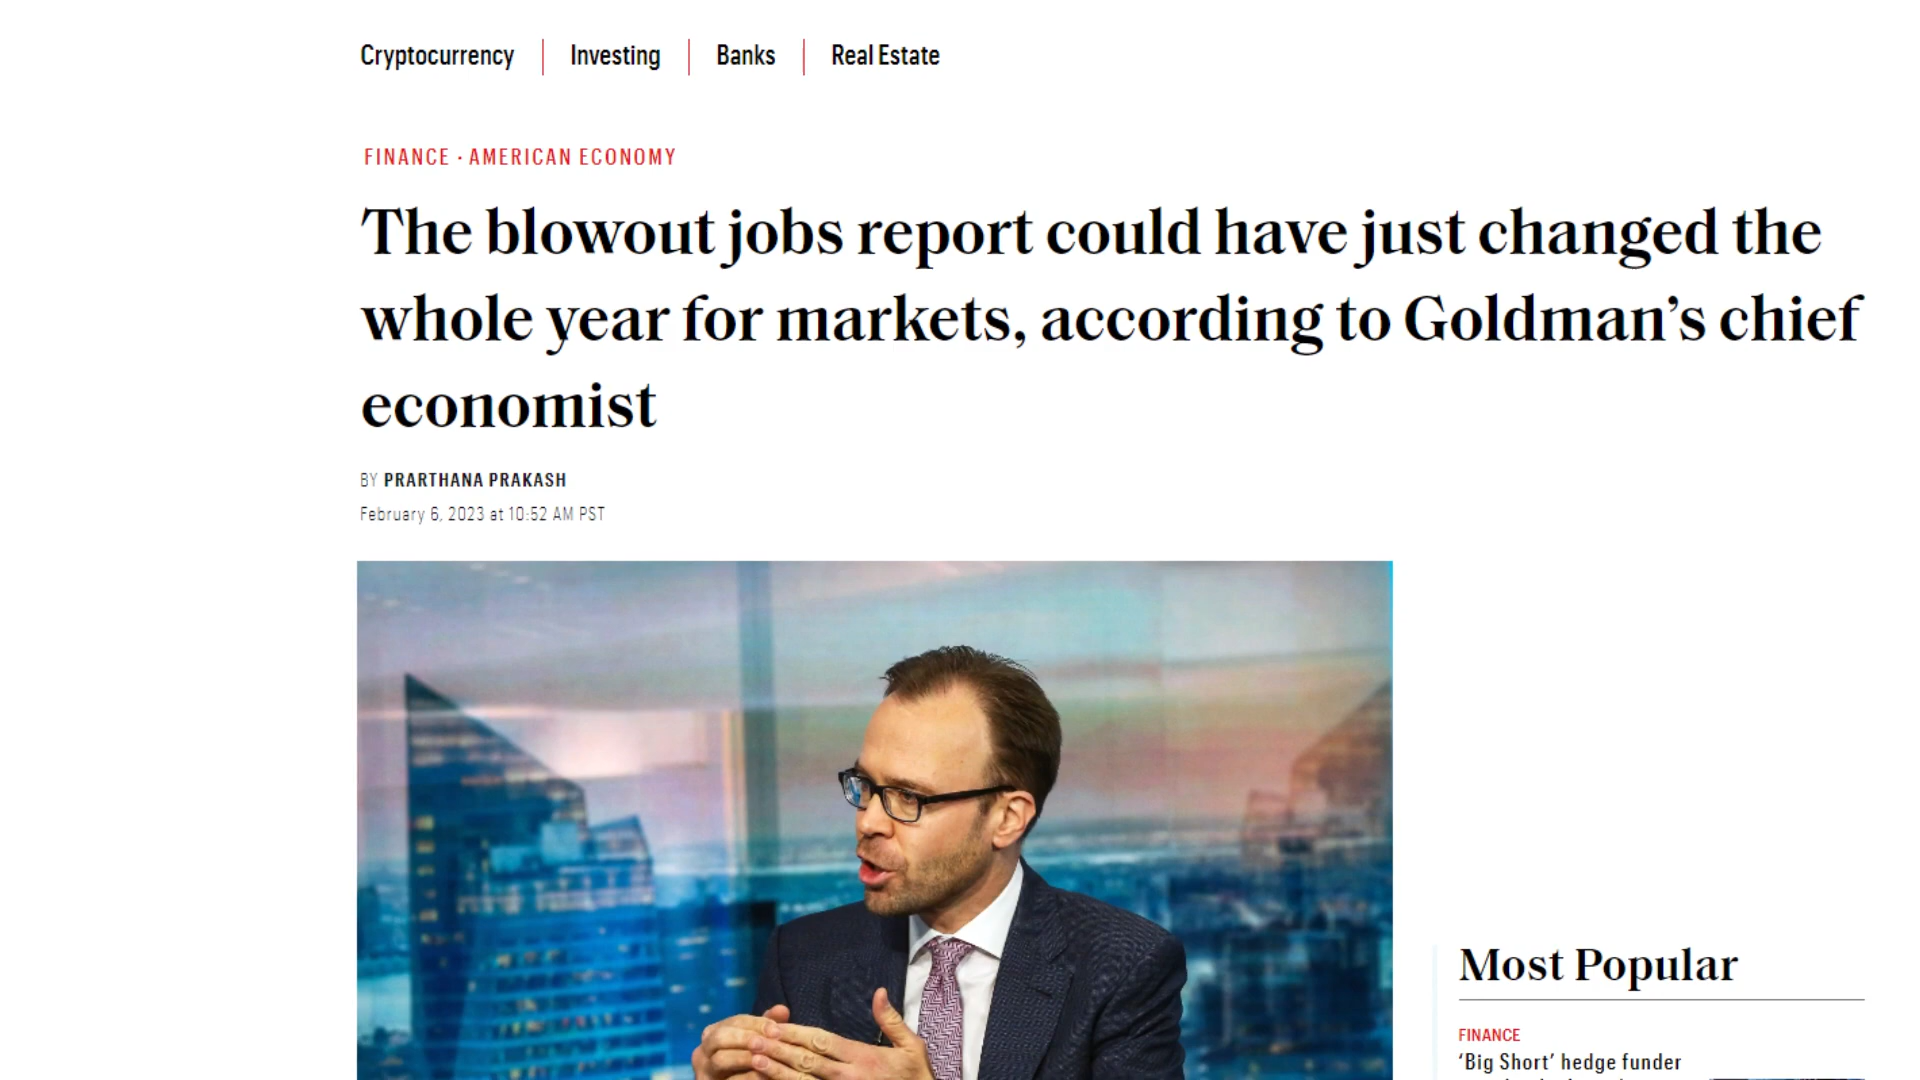 Cryptocurrency Investing Banks Real Estate
FINANCE · AMERICAN ECONOMY
The blowout jobs report could have just changed the
whole year for markets, according to Goldman’s chief
economist
BY PRARTHANA PRAKASH
February 6, 2023 at 10:52 AM PST
Most Popular
FINANCE
‘Big Short’ hedge funder